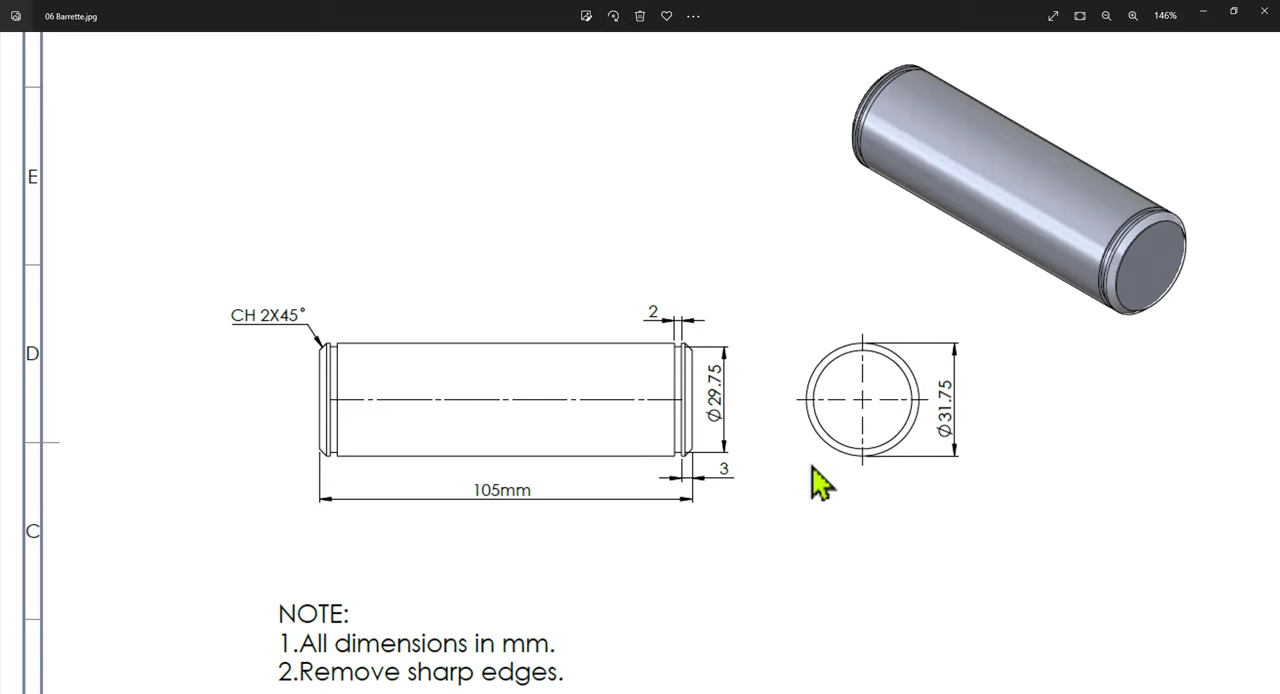 06 Barrette.jpg
146%
E
D
C
CH 2X45°
2
Ø29.75
3
105mm
Ø31.75
NOTE:
1.All dimensions in mm.
2.Remove sharp edges.